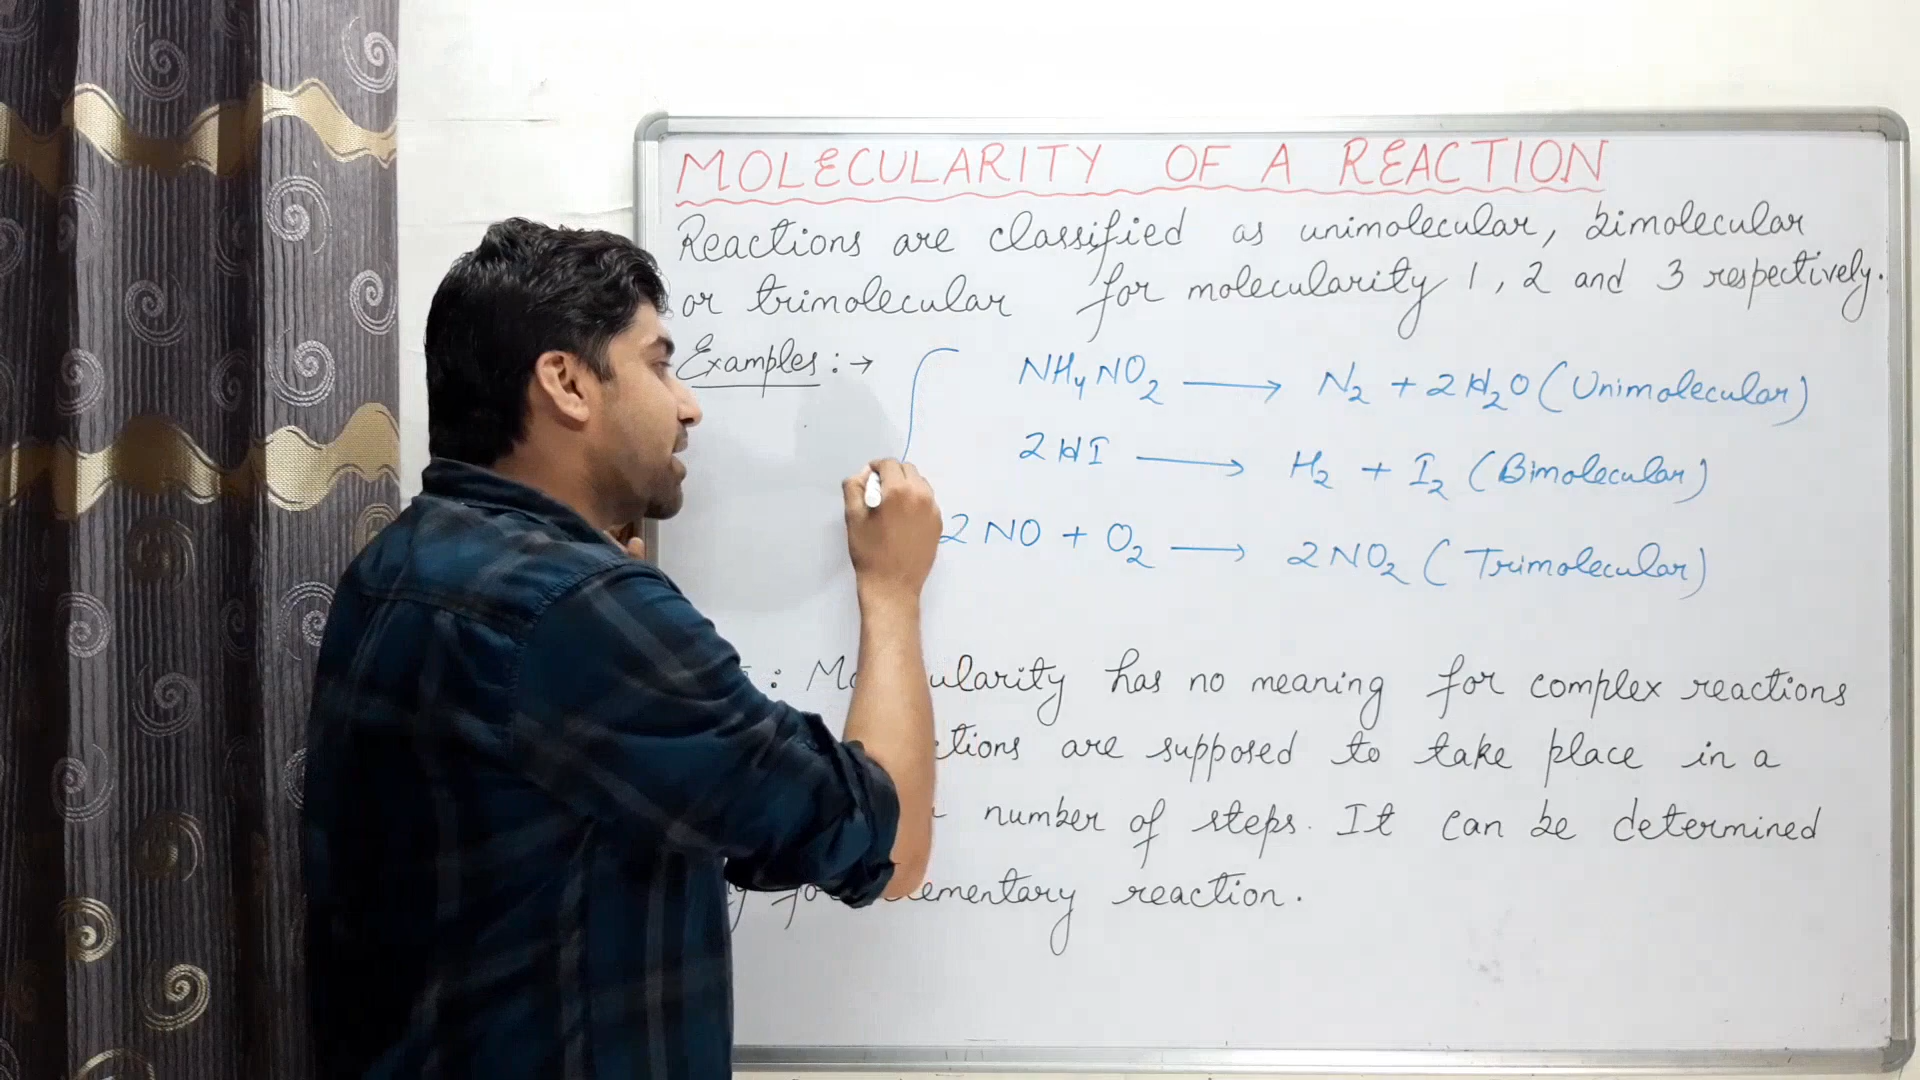 MOLECULARITY OF A REACTION
Reactions are classified as unimolecular, bimolecular
or trimolecular for molecularity 1, 2 and 3 respectively.
Examples :→
NH₄NO₂ ⟶ N₂ + 2H₂O (Unimolecular)
2HI ⟶ H₂ + I₂ (Bimolecular)
2NO + O₂ ⟶ 2NO₂ (Trimolecular)
: ularity has no meaning for complex reactions
tions are supposed to take place in a
number of steps. It can be determined
ementary reaction.